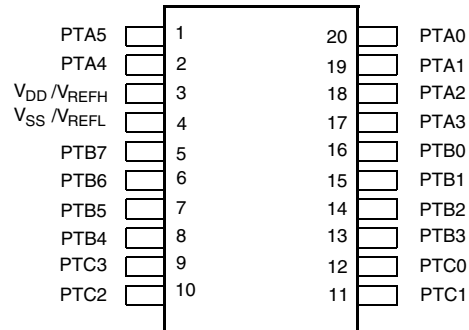 PTA5 1 20 PTA0
PTA4 2 19 PTA1
VDD /VREFH 3 18 PTA2
VSS /VREFL 4 17 PTA3
PTB7 5 16 PTB0
PTB6 6 15 PTB1
PTB5 7 14 PTB2
PTB4 8 13 PTB3
PTC3 9 12 PTC0
PTC2 10 11 PTC1